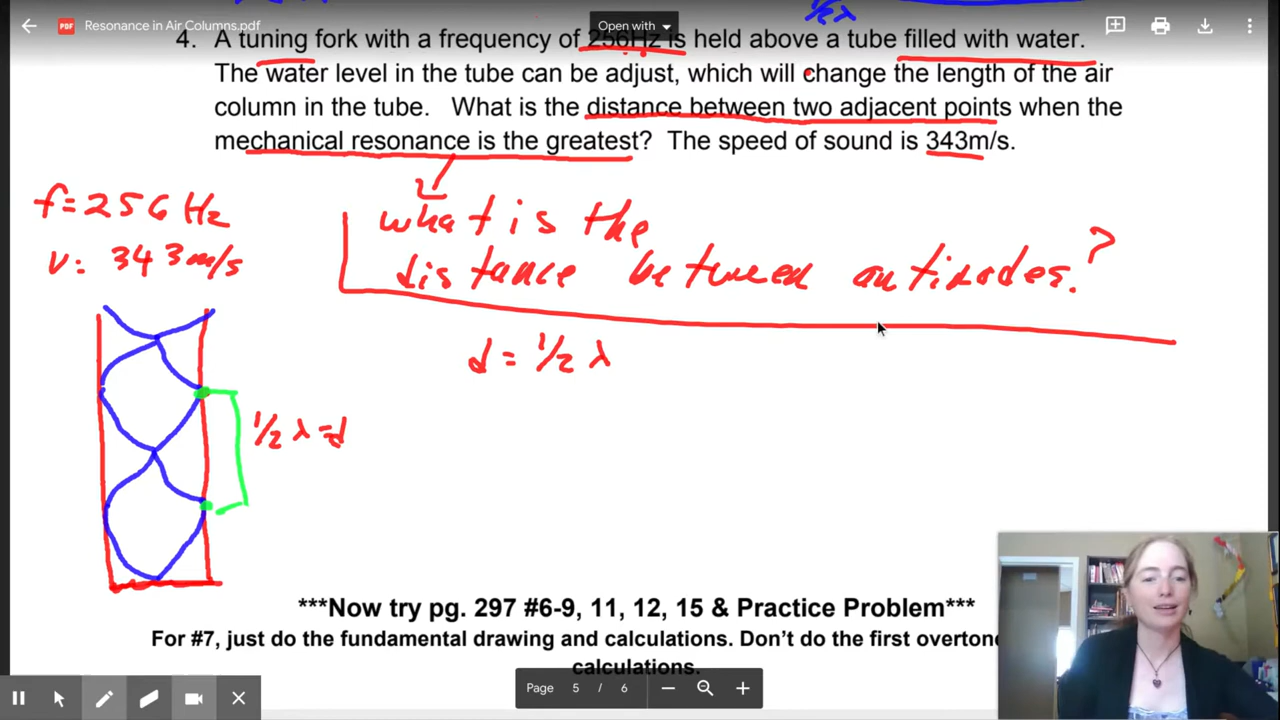 Resonance in Air Columns.pdf
Open with
½λ
4. A tuning fork with a frequency of 256Hz is held above a tube filled with water.
The water level in the tube can be adjust, which will change the length of the air
column in the tube. What is the distance between two adjacent points when the
mechanical resonance is the greatest? The speed of sound is 343m/s.
f=256 Hz
v: 343m/s
what is the
distance between antinodes.?
d = ½ λ
½ λ = d
***Now try pg. 297 #6-9, 11, 12, 15 & Practice Problem***
For #7, just do the fundamental drawing and calculations. Don't do the first overtone
calculations.
Page 5 / 6